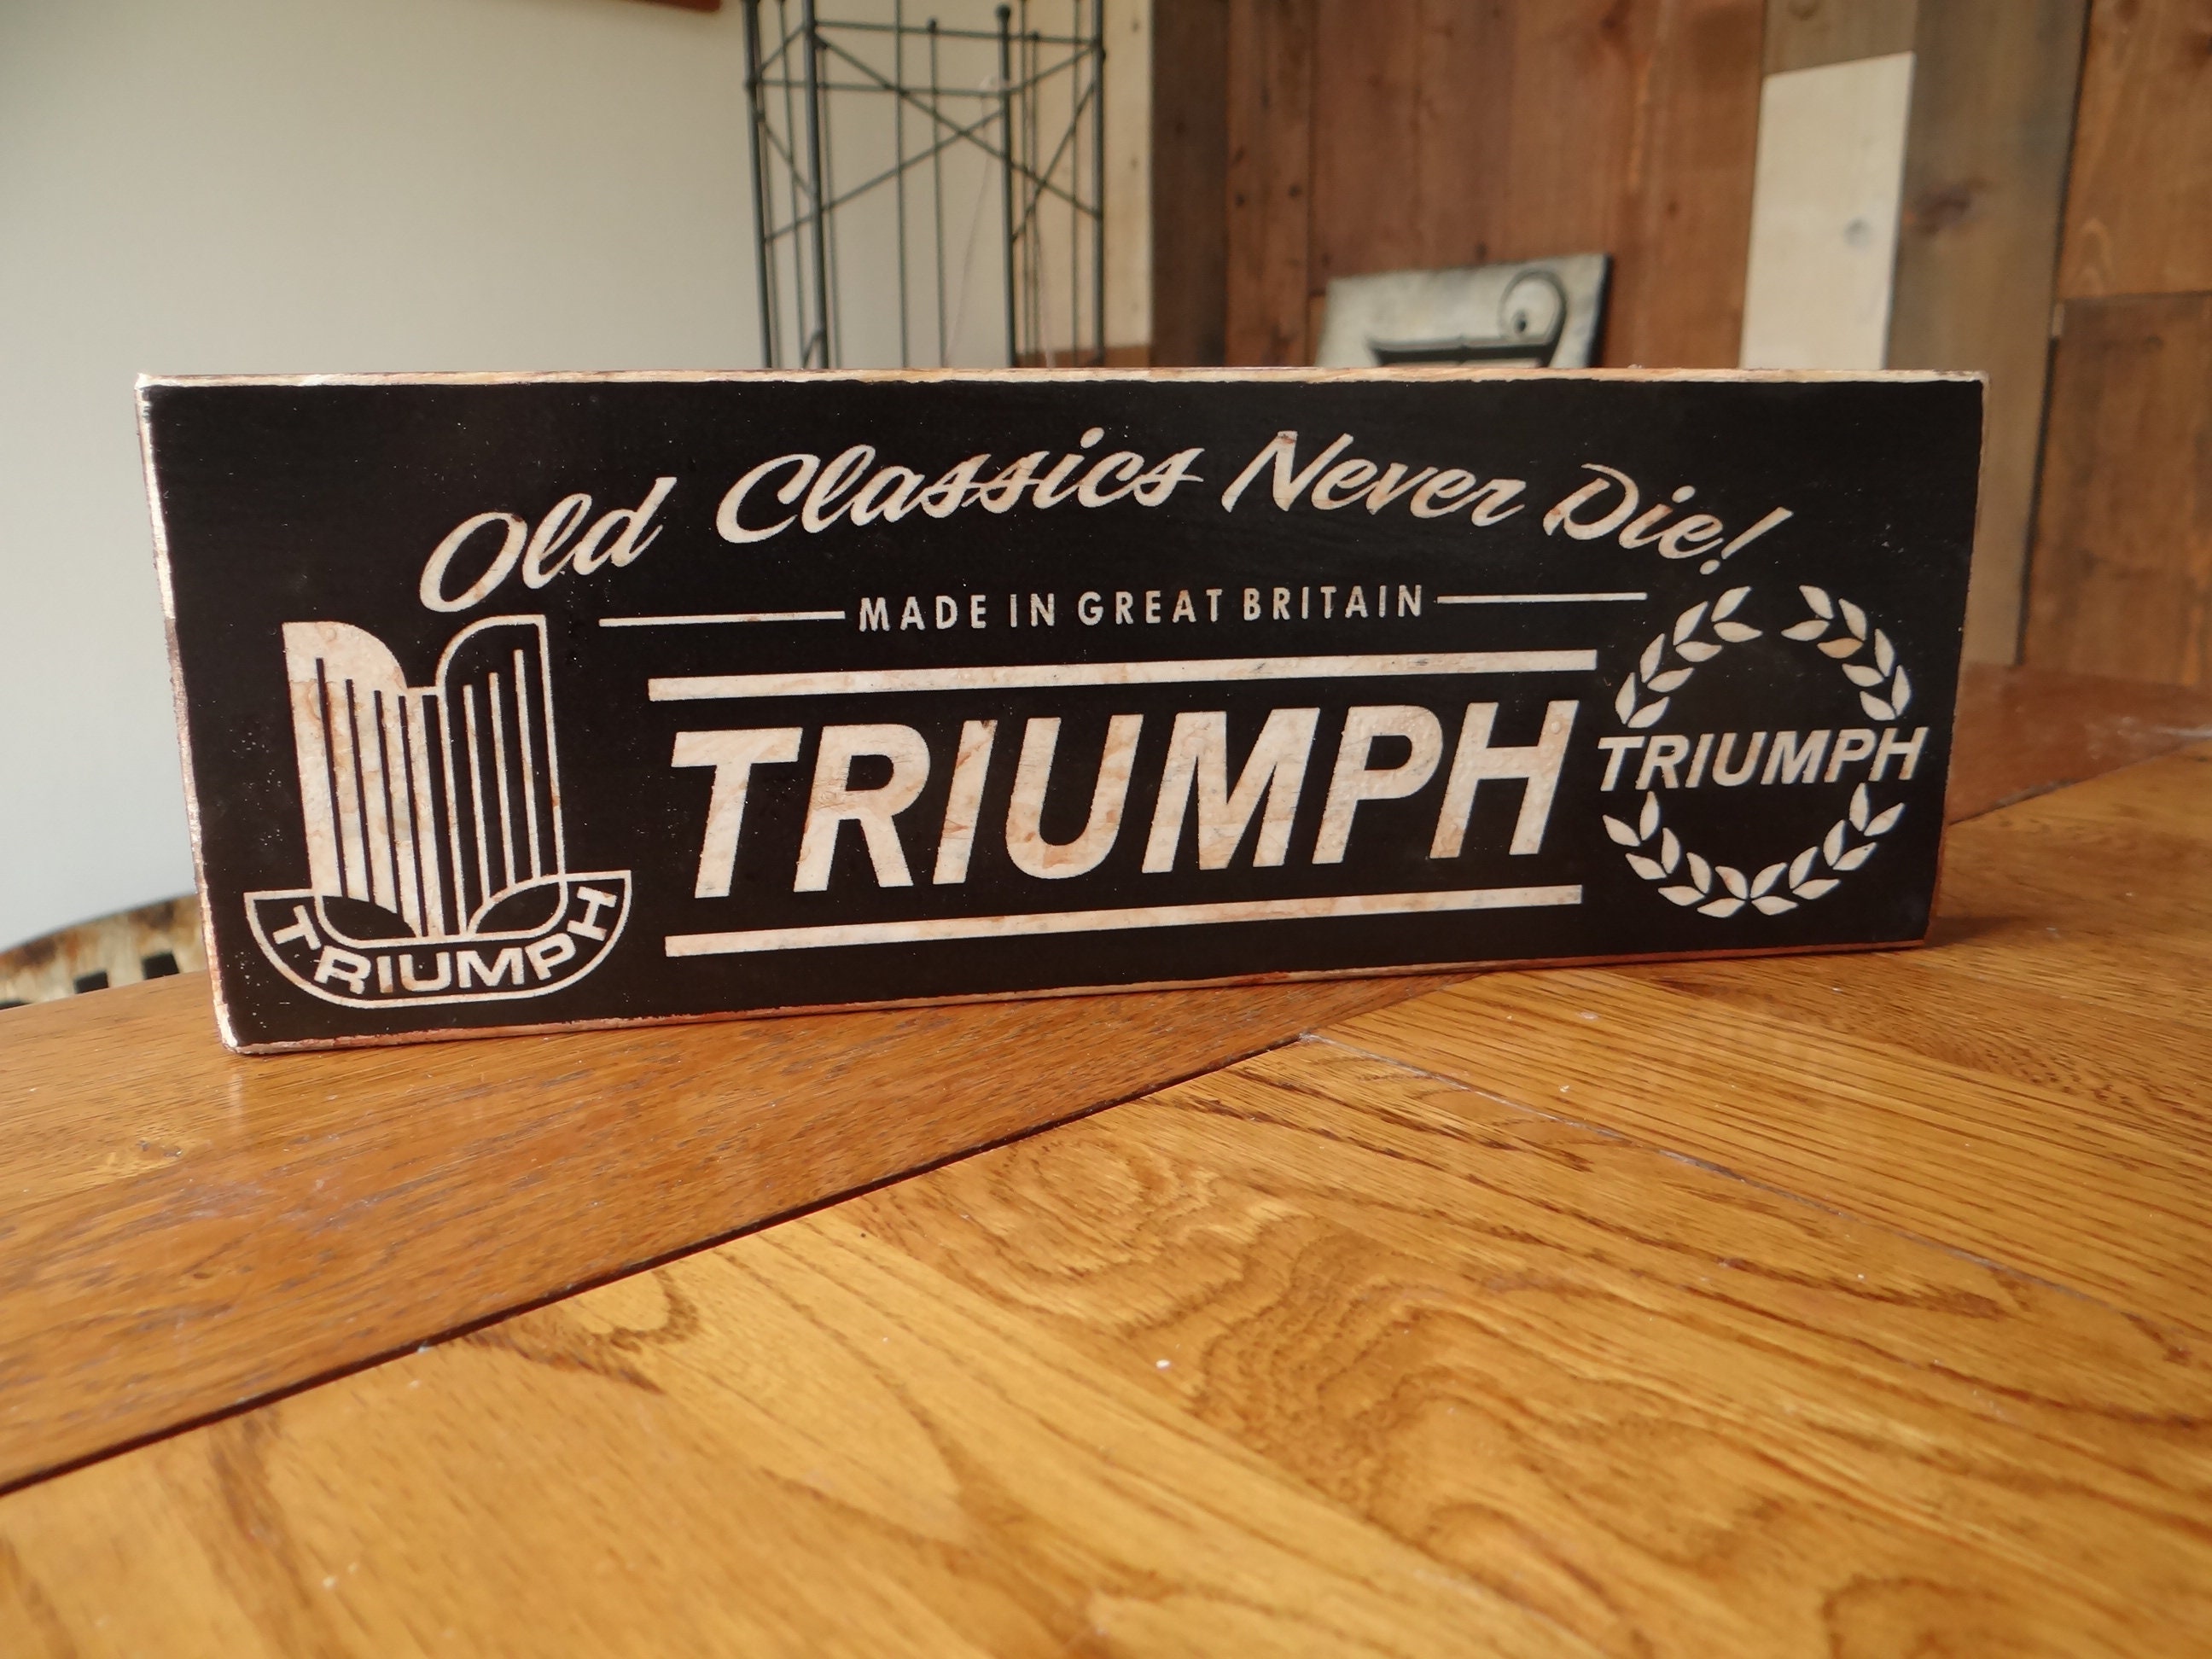 Old Classics Never Die!
MADE IN GREAT BRITAIN
TRIUMPH
TRIUMPH
TRIUMPH